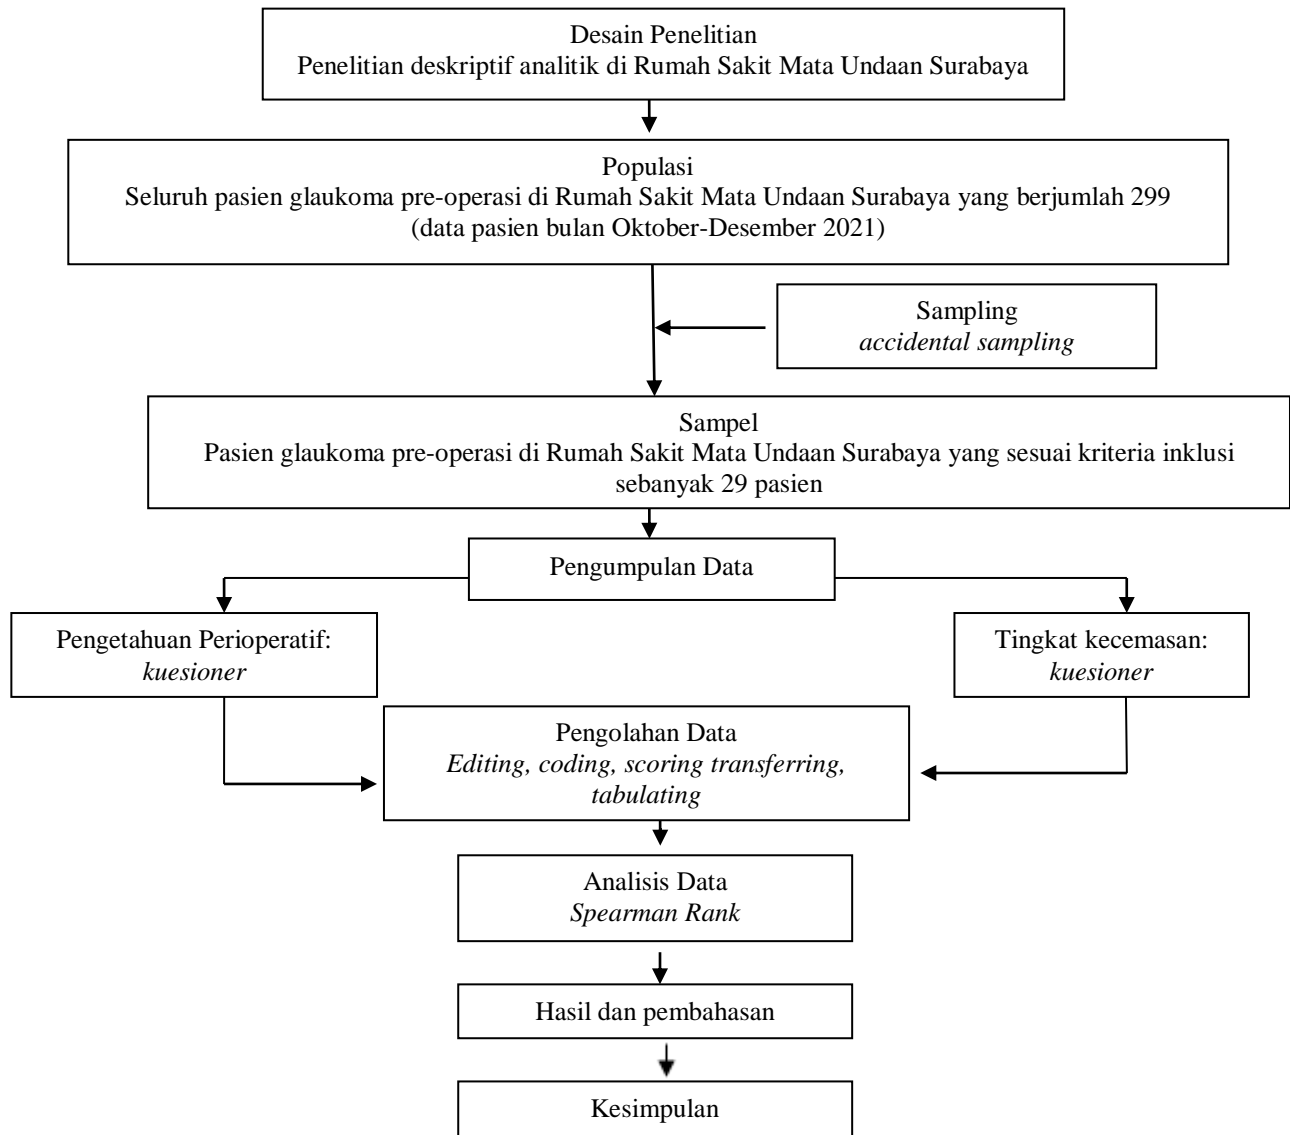 Desain Penelitian
Penelitian deskriptif analitik di Rumah Sakit Mata Undaan Surabaya
Populasi
Seluruh pasien glaukoma pre-operasi di Rumah Sakit Mata Undaan Surabaya yang berjumlah 299
(data pasien bulan Oktober-Desember 2021)
Sampling
accidental sampling
Sampel
Pasien glaukoma pre-operasi di Rumah Sakit Mata Undaan Surabaya yang sesuai kriteria inklusi
sebanyak 29 pasien
Pengumpulan Data
Pengetahuan Perioperatif:
kuesioner
Tingkat kecemasan:
kuesioner
Pengolahan Data
Editing, coding, scoring transferring,
tabulating
Analisis Data
Spearman Rank
Hasil dan pembahasan
Kesimpulan